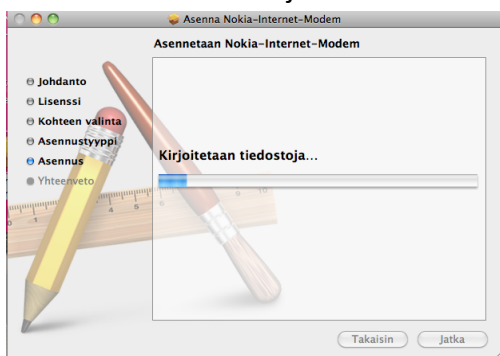 Asenna Nokia-Internet-Modem
Asennetaan Nokia-Internet-Modem
Johdanto
Lisenssi
Kohteen valinta
Asennustyyppi
Asennus
Yhteenveto
Kirjoitetaan tiedostoja...
Takaisin
Jatka